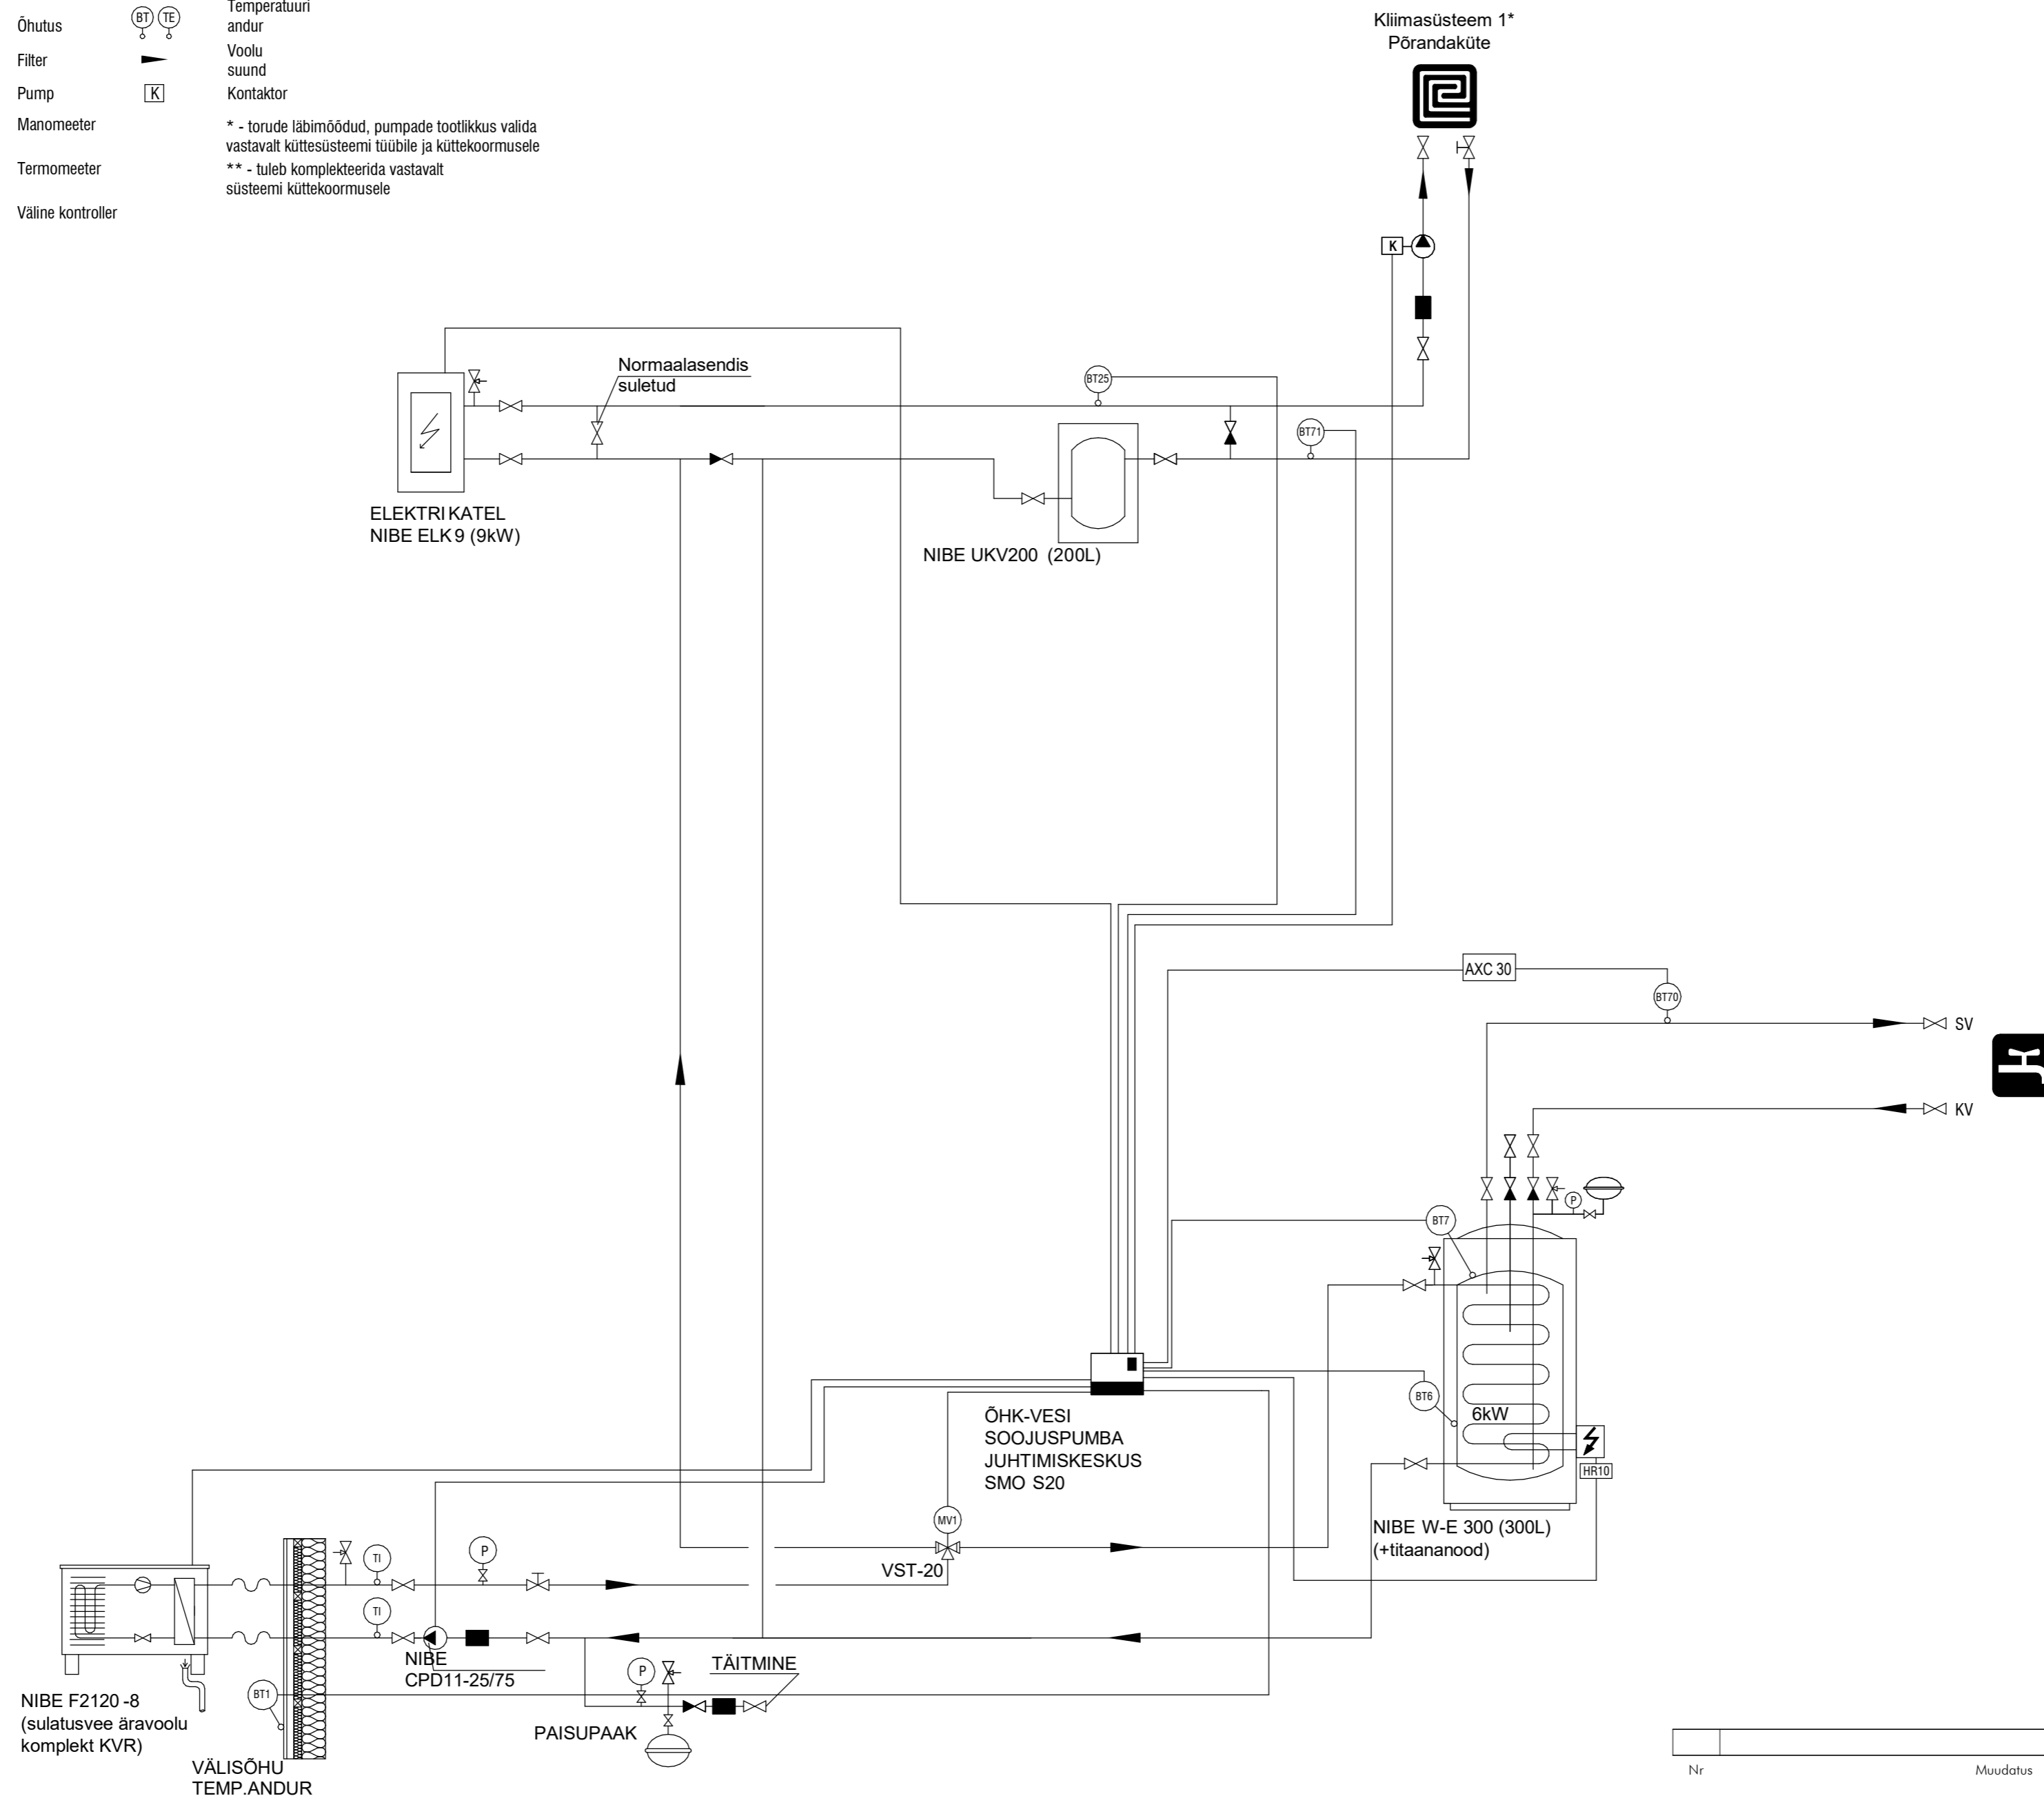 Õhutus
BT TE
Temperatuuri
andur
Filter
Voolu
suund
Pump
K
Kontaktor
Manomeeter
* - torude läbimõõdud, pumpade tootlikkus valida
vastavalt küttesüsteemi tüübile ja küttekoormusele
Termomeeter
** - tuleb komplekteerida vastavalt
süsteemi küttekoormusele
Väline kontroller
Kliimasüsteem 1*
Põrandaküte
K
Normaalasendis
suletud
BT25
BT71
ELEKTRI KATEL
NIBE ELK 9 (9kW)
NIBE UKV200 (200L)
AXC 30
BT70
SV
KV
P
BT7
BT6
6kW
HR10
ÕHK-VESI
SOOJUSPUMBA
JUHTIMISKESKUS
SMO S20
MV1
VST-20
NIBE W-E 300 (300L)
(+titaananood)
TI
P
TI
NIBE
CPD11-25/75
P
TÄITMINE
BT1
NIBE F2120 -8
(sulatusvee äravoolu
komplekt KVR)
PAISUPAAK
VÄLISÕHU
TEMP.ANDUR
Nr
Muudatus